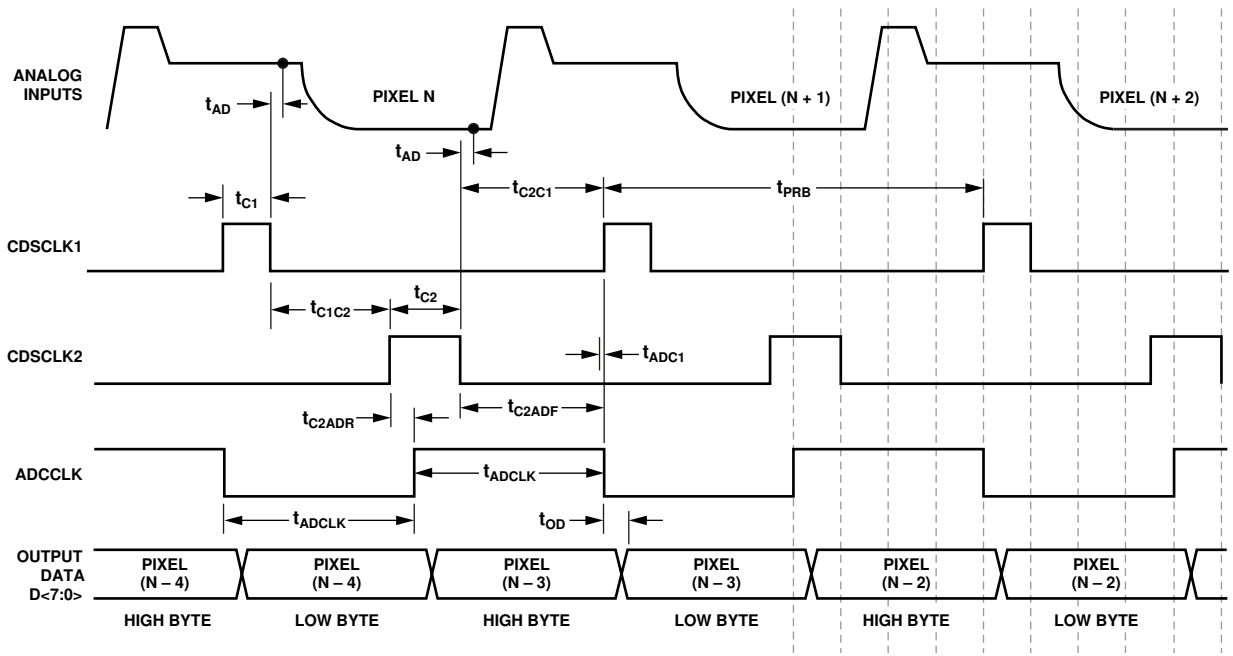 ANALOG
INPUTS
PIXEL N
PIXEL (N + 1)
PIXEL (N + 2)
tAD
tAD
tC2C1
tPRB
tC1
CDSCLK1
tC1C2
tC2
CDSCLK2
tADC1
tC2ADR
tC2ADF
ADCCLK
tADCLK
tADCLK
tOD
OUTPUT
DATA
D<7:0>
PIXEL
(N – 4)
PIXEL
(N – 4)
PIXEL
(N – 3)
PIXEL
(N – 3)
PIXEL
(N – 2)
PIXEL
(N – 2)
HIGH BYTE
LOW BYTE
HIGH BYTE
LOW BYTE
HIGH BYTE
LOW BYTE